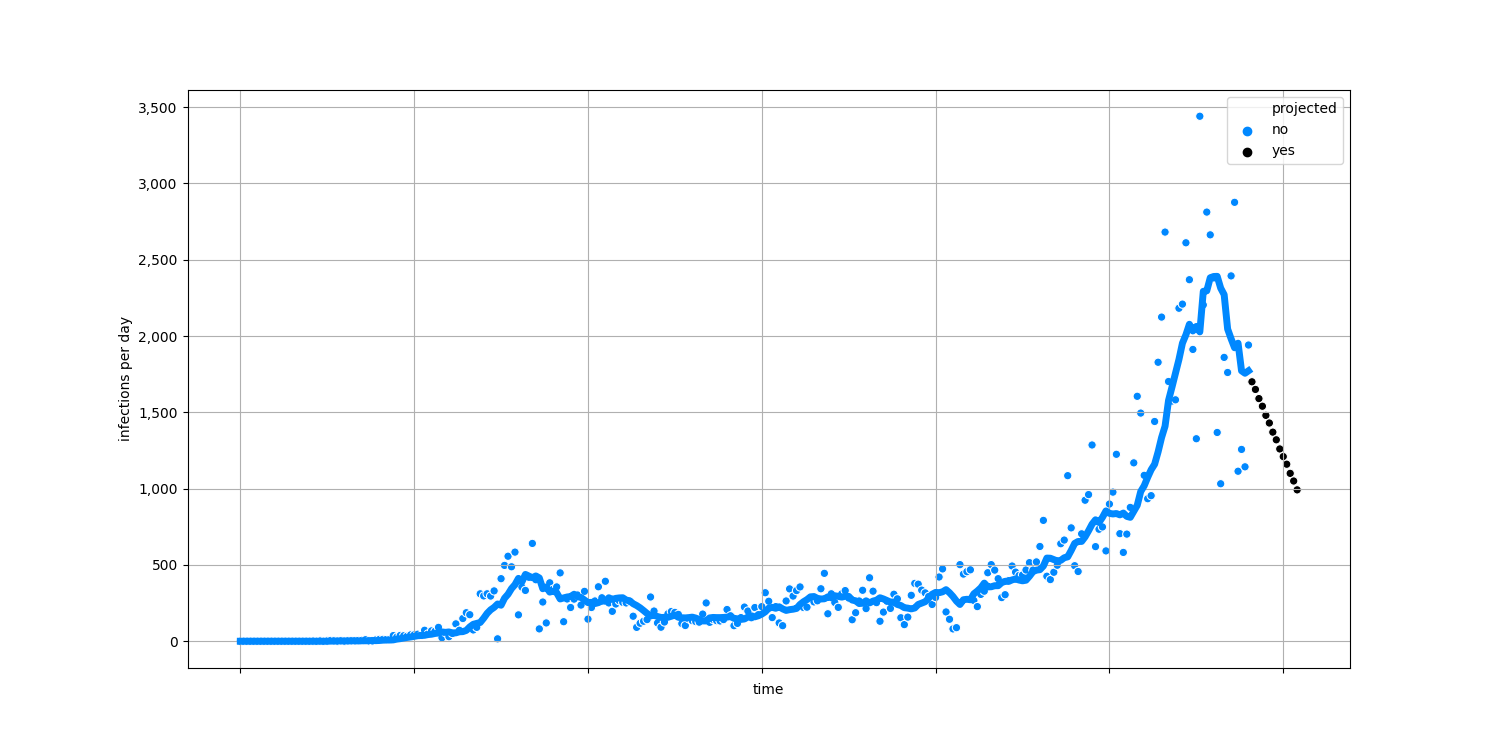 3,500
3,000
2,500
2,000
1,500
1,000
500
0
infections per day
time
projected
no
yes